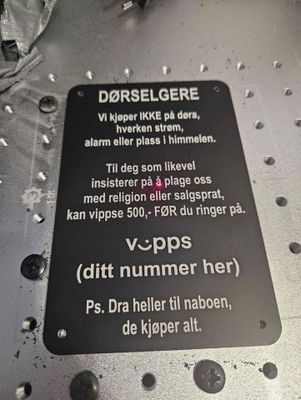 DØRSELGERE
Vi kjøper IKKE på døra,
hverken strøm,
alarm eller plass i himmelen.
Til deg som likevel
insisterer på å plage oss
med religion eller salgsprat,
kan vippse 500,- FØR du ringer på.
vipps
(ditt nummer her)
Ps. Dra heller til naboen,
de kjøper alt.